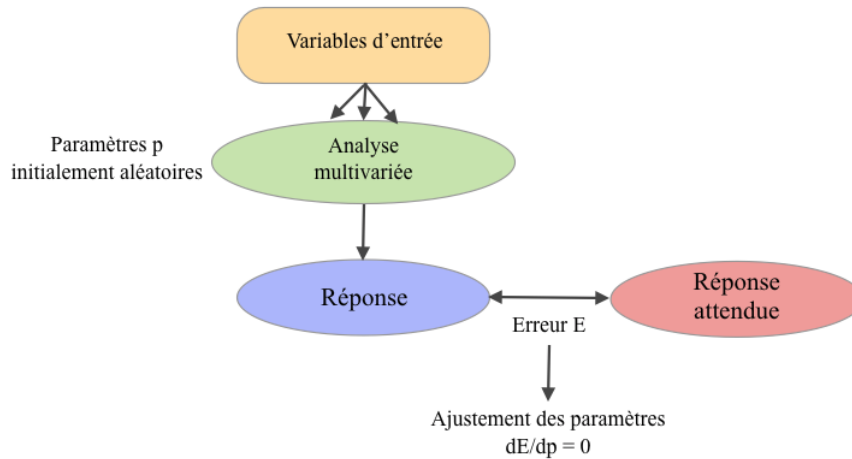 Variables d’entrée
Paramètres p
initialement aléatoires
Analyse
multivariée
Réponse
Réponse
attendue
Erreur E
Ajustement des paramètres
dE/dp = 0